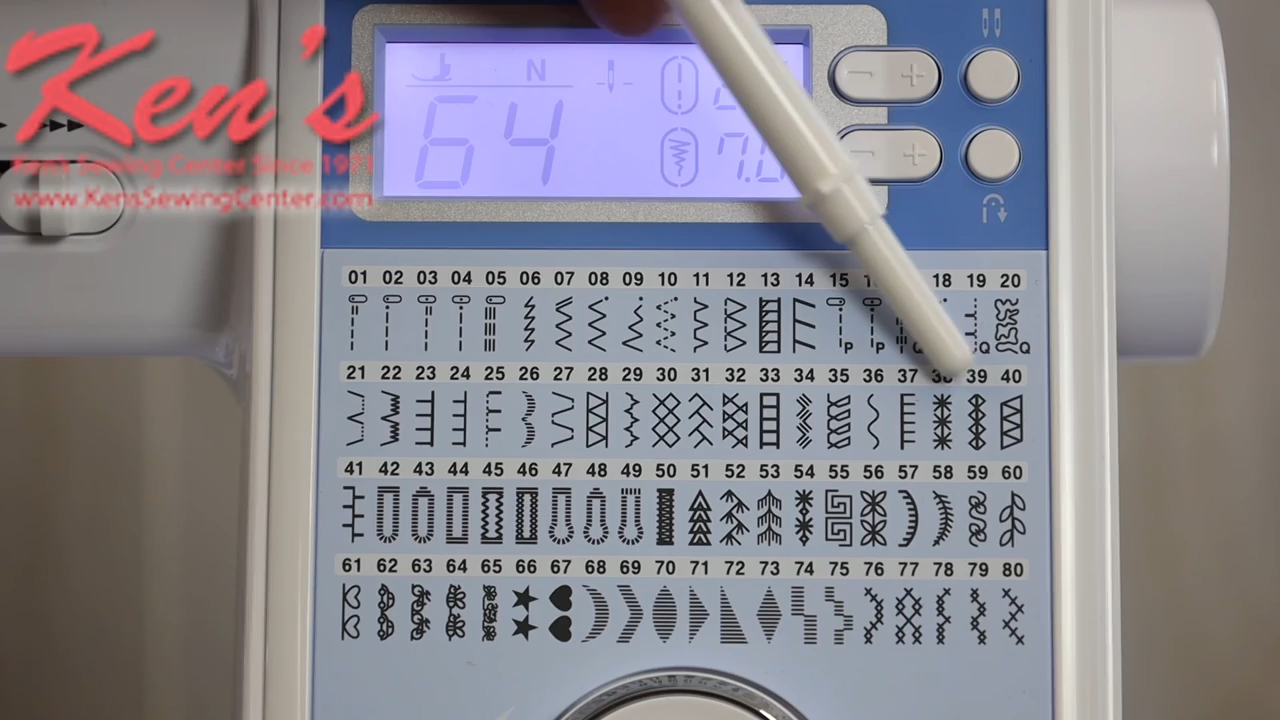 Ken's
Ken's Sewing Center Since 1971
www.KensSewingCenter.com
N
64
7.0
01 02 03 04 05 06 07 08 09 10 11 12 13 14 15 18 19 20
P P Q Q Q
21 22 23 24 25 26 27 28 29 30 31 32 33 34 35 36 37 38 39 40
41 42 43 44 45 46 47 48 49 50 51 52 53 54 55 56 57 58 59 60
61 62 63 64 65 66 67 68 69 70 71 72 73 74 75 76 77 78 79 80